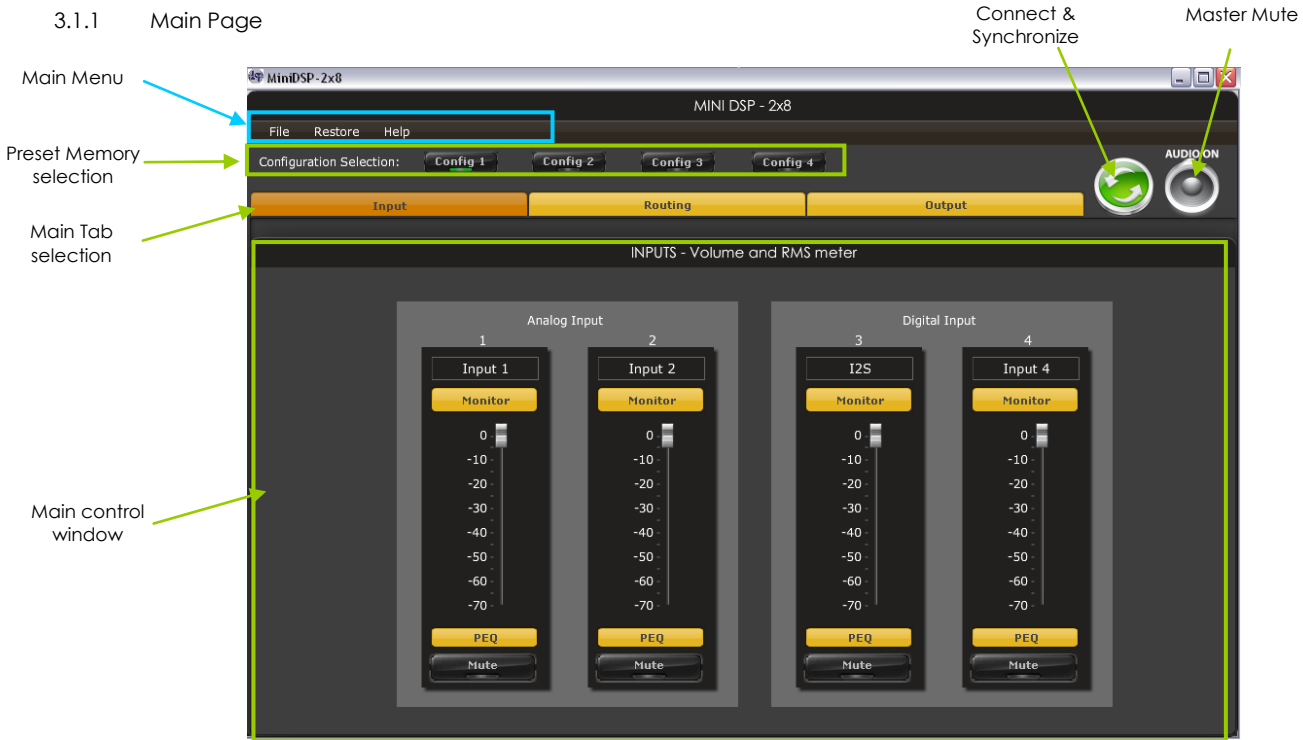 3.1.1 Main Page
Connect &
Synchronize
Master Mute
Main Menu
MiniDSP-2x8
MINI DSP - 2x8
File Restore Help
Preset Memory
selection
Configuration Selection: Config 1 Config 2 Config 3 Config 4
AUDIO ON
Main Tab
selection
Input Routing Output
INPUTS - Volume and RMS meter
Analog Input Digital Input
1 2 3 4
Input 1 Input 2 I2S Input 4
Monitor Monitor Monitor Monitor
0 0 0 0
-10 -10 -10 -10
-20 -20 -20 -20
-30 -30 -30 -30
Main control
window
-40 -40 -40 -40
-50 -50 -50 -50
-60 -60 -60 -60
-70 -70 -70 -70
PEQ PEQ PEQ PEQ
Mute Mute Mute Mute